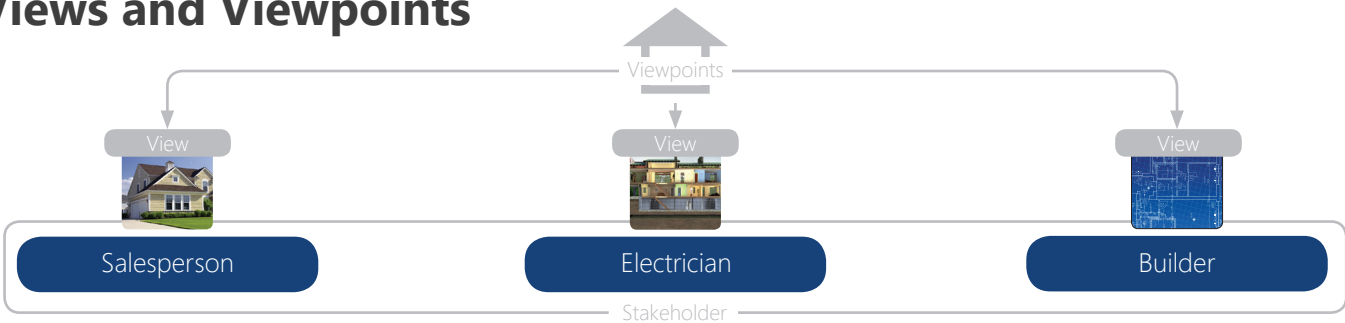 Views and Viewpoints
Viewpoints
View
View
View
Salesperson
Electrician
Builder
Stakeholder